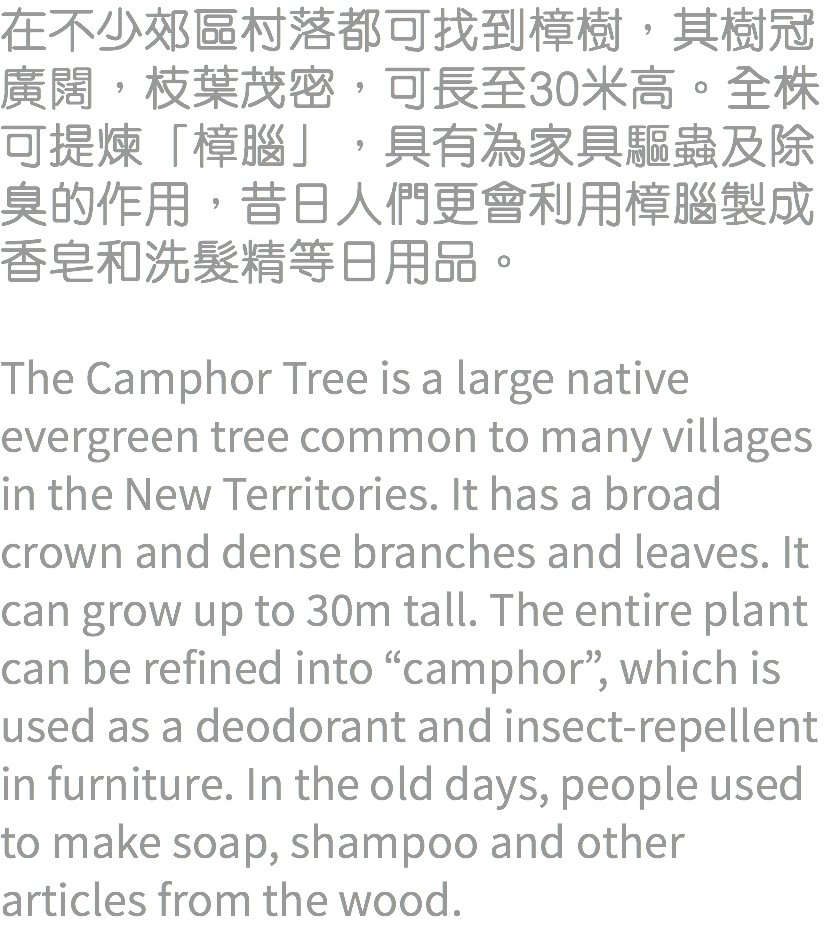 在不少郊區村落都可找到樟樹，其樹冠
廣闊，枝葉茂密，可長至30米高。全株
可提煉「樟腦」，具有為家具驅蟲及除
臭的作用，昔日人們更會利用樟腦製成
香皂和洗髮精等日用品。
The Camphor Tree is a large native
evergreen tree common to many villages
in the New Territories. It has a broad
crown and dense branches and leaves. It
can grow up to 30m tall. The entire plant
can be refined into “camphor”, which is
used as a deodorant and insect-repellent
in furniture. In the old days, people used
to make soap, shampoo and other
articles from the wood.